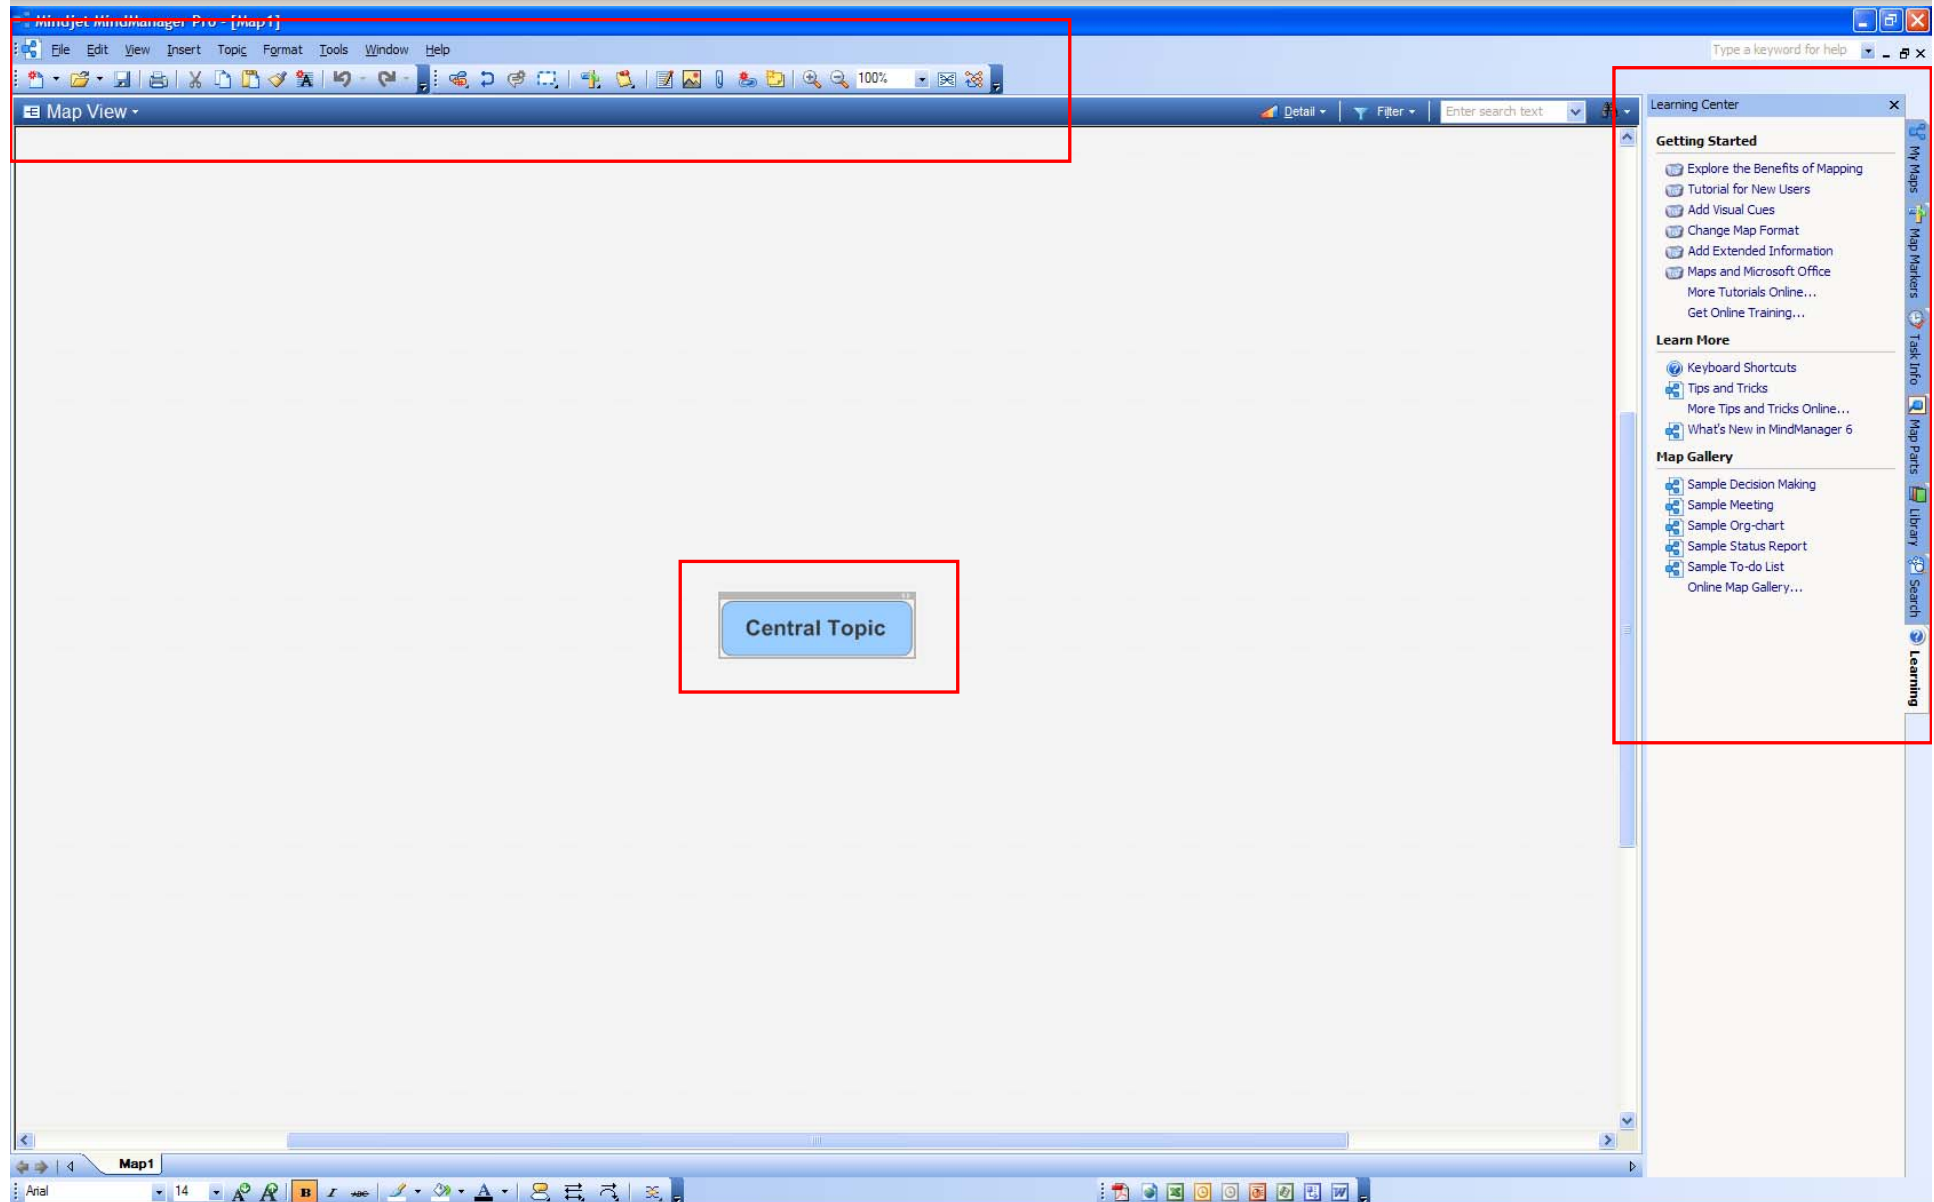 Mindjet MindManager Pro - [Map1]
File Edit View Insert Topic Format Tools Window Help
Type a keyword for help
100%
Map View
Detail Filter Enter search text
Learning Center
Getting Started
Explore the Benefits of Mapping
Tutorial for New Users
Add Visual Cues
Change Map Format
Add Extended Information
Maps and Microsoft Office
More Tutorials Online...
Get Online Training...
Learn More
Keyboard Shortcuts
Tips and Tricks
More Tips and Tricks Online...
What's New in MindManager 6
Map Gallery
Sample Decision Making
Sample Meeting
Sample Org-chart
Sample Status Report
Sample To-do List
Online Map Gallery...
My Maps
Map Markers
Task Info
Map Parts
Library
Search
Learning
Central Topic
Map1
Arial 14 B I ABC A